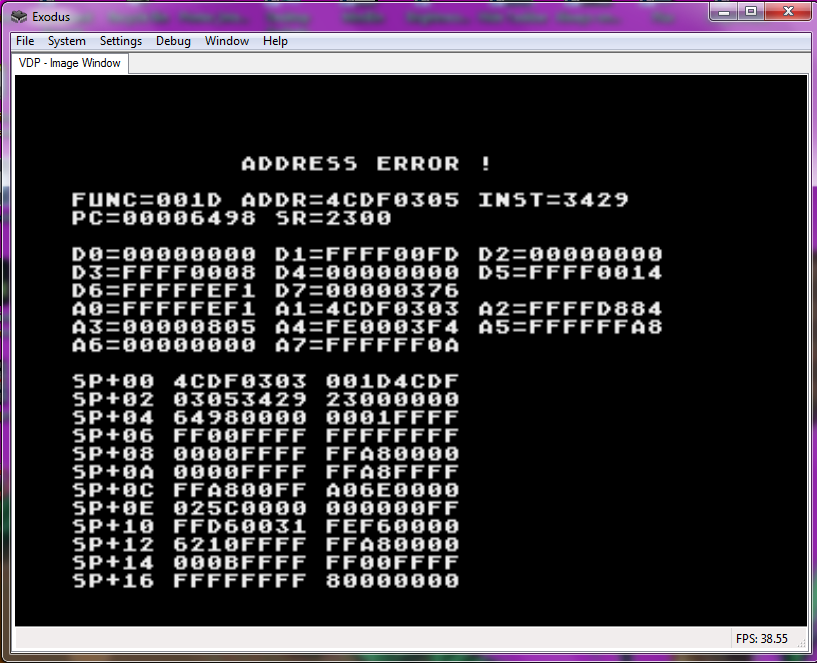 Exodus
File System Settings Debug Window Help
VDP - Image Window
ADDRESS ERROR !
FUNC=001D ADDR=4CDF0305 INST=3429
PC=00006498 SR=2300
D0=00000000 D1=FFFF00FD D2=00000000
D3=FFFF0008 D4=00000000 D5=FFFF0014
D6=FFFFFEF1 D7=00000376
A0=FFFFFEF1 A1=4CDF0303 A2=FFFFD884
A3=00000805 A4=FE0003F4 A5=FFFFFFA8
A6=00000000 A7=FFFFFF0A
SP+00 4CDF0303 001D4CDF
SP+02 03053429 23000000
SP+04 64980000 0001FFFF
SP+06 FF00FFFF FFFFFFFF
SP+08 0000FFFF FFA80000
SP+0A 0000FFFF FFA8FFFF
SP+0C FFA800FF A06E0000
SP+0E 025C0000 000000FF
SP+10 FFD60031 FEF60000
SP+12 6210FFFF FFA80000
SP+14 000BFFFF FF00FFFF
SP+16 FFFFFFFF 80000000
FPS: 38.55